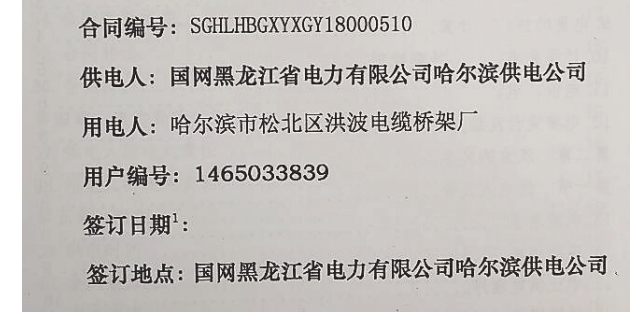 合同编号：SGHLHBGXYXGY18000510
供电人：国网黑龙江省电力有限公司哈尔滨供电公司
用电人：哈尔滨市松北区洪波电缆桥架厂
用户编号：1465033839
签订日期¹：
签订地点：国网黑龙江省电力有限公司哈尔滨供电公司